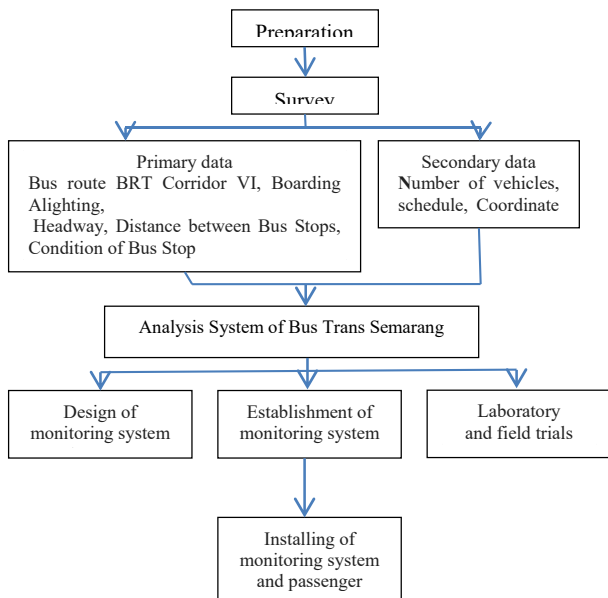 Preparation
Survey
Primary data
Bus route BRT Corridor VI, Boarding
Alighting,
Headway, Distance between Bus Stops,
Condition of Bus Stop
Secondary data
Number of vehicles,
schedule, Coordinate
Analysis System of Bus Trans Semarang
Design of
monitoring system
Establishment of
monitoring system
Laboratory
and field trials
Installing of
monitoring system
and passenger